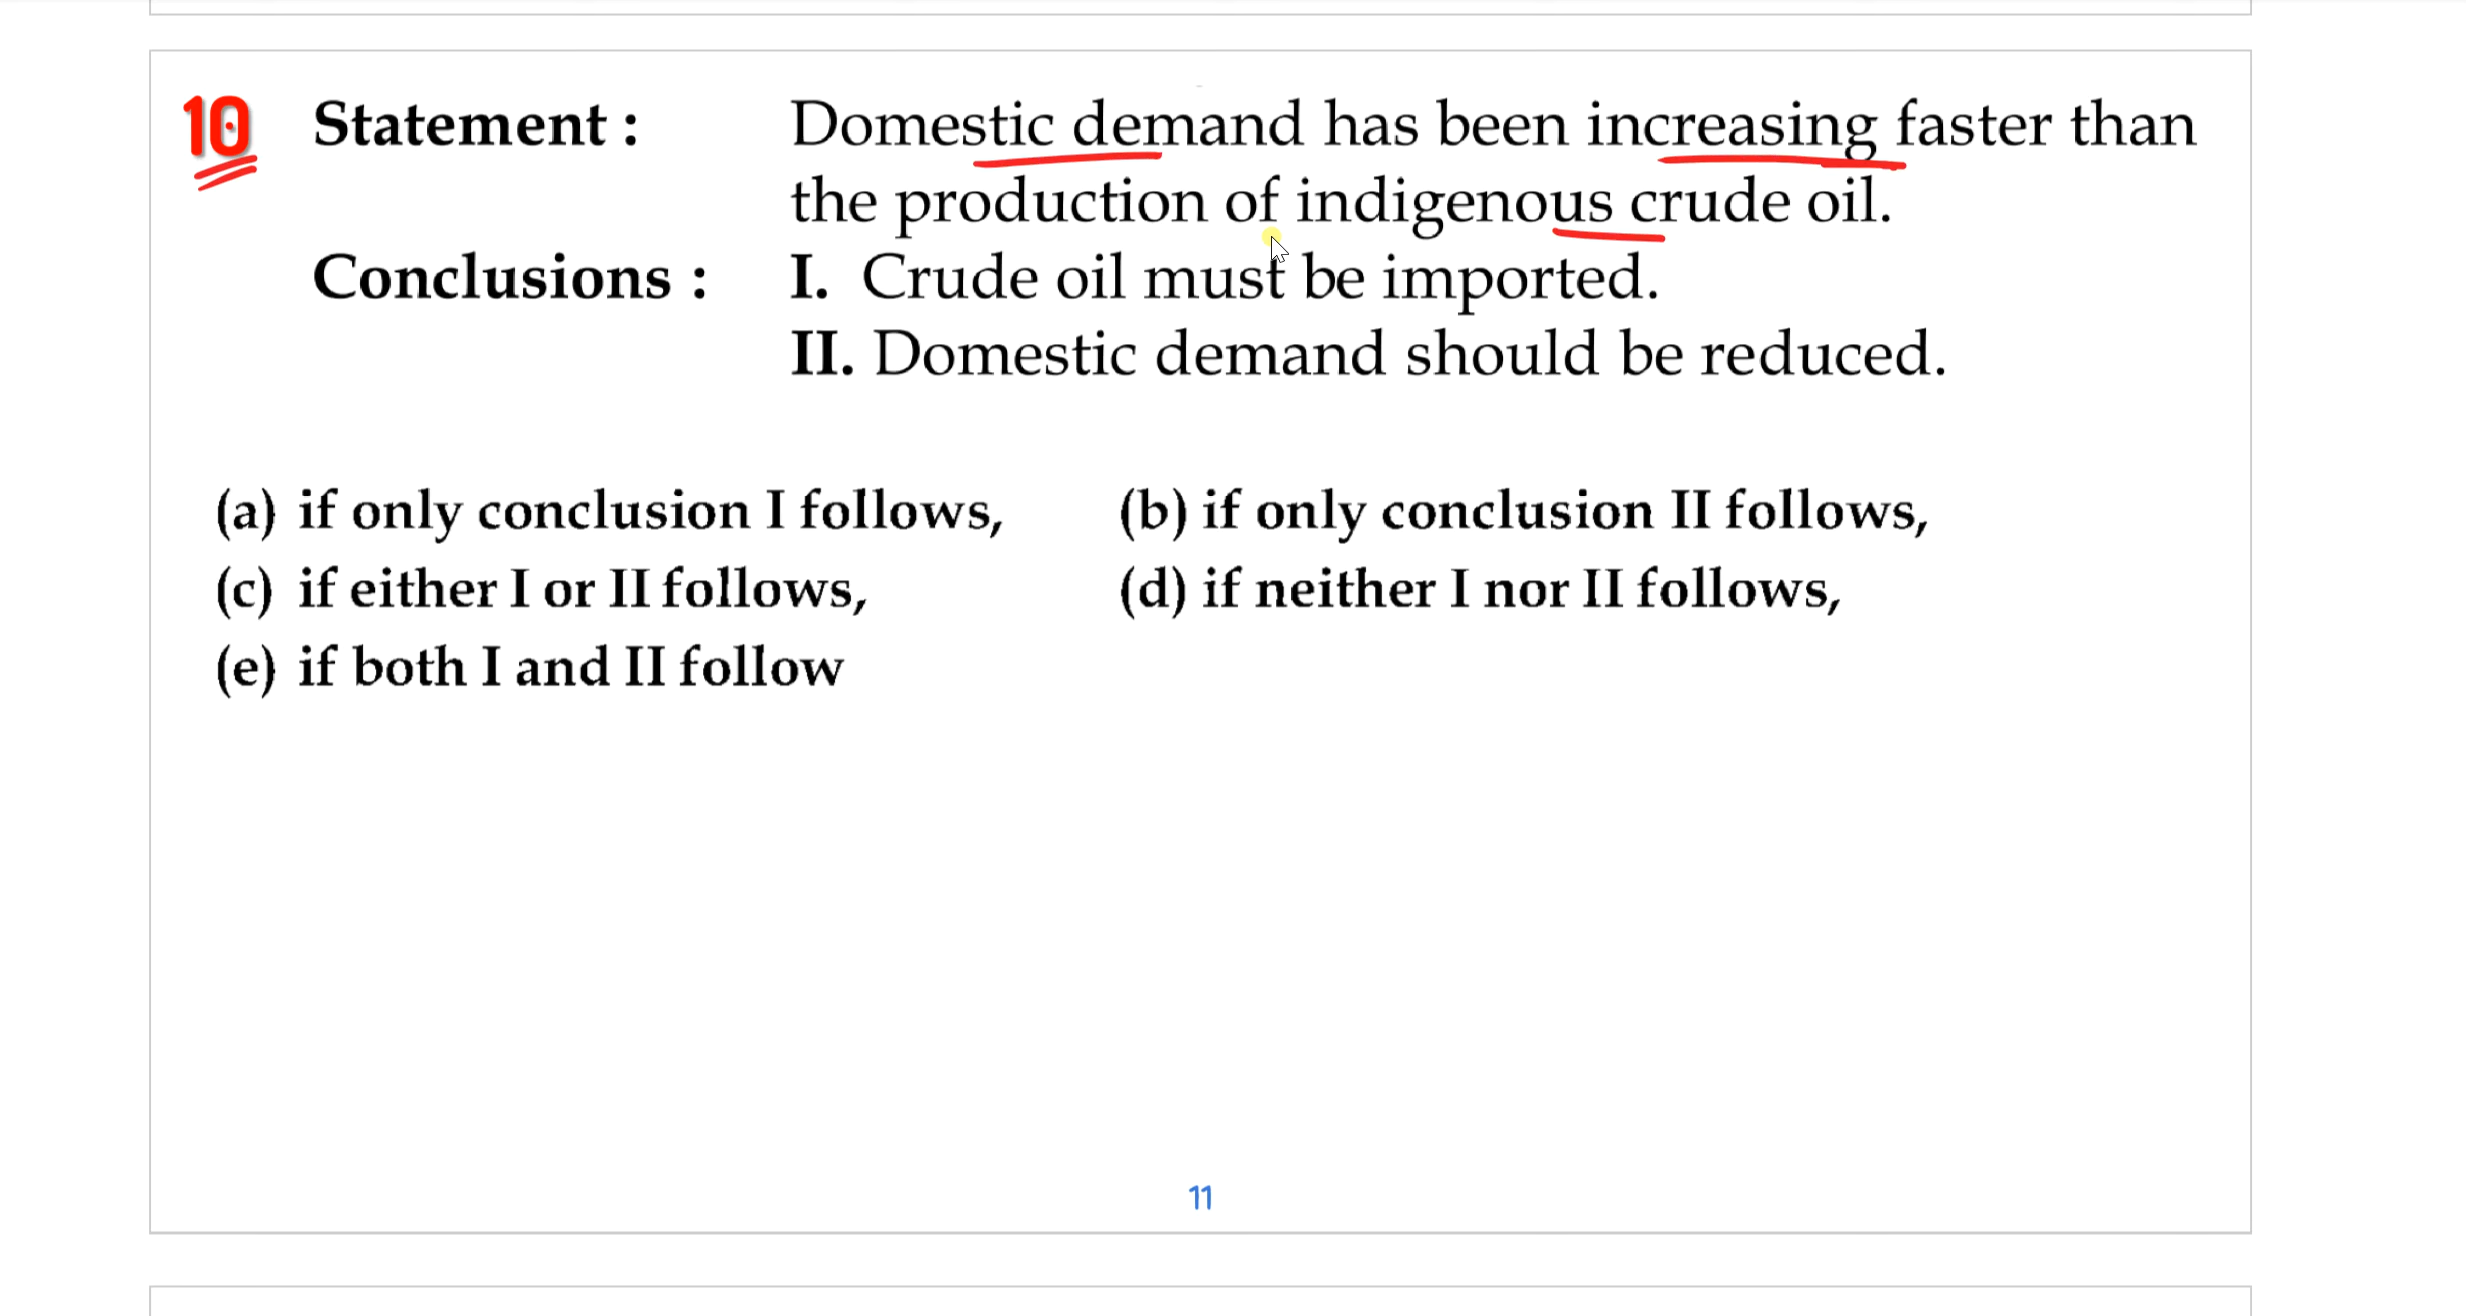 10 Statement : Domestic demand has been increasing faster than
the production of indigenous crude oil.
Conclusions : I. Crude oil must be imported.
II. Domestic demand should be reduced.
(a) if only conclusion I follows, (b) if only conclusion II follows,
(c) if either I or II follows, (d) if neither I nor II follows,
(e) if both I and II follow
11